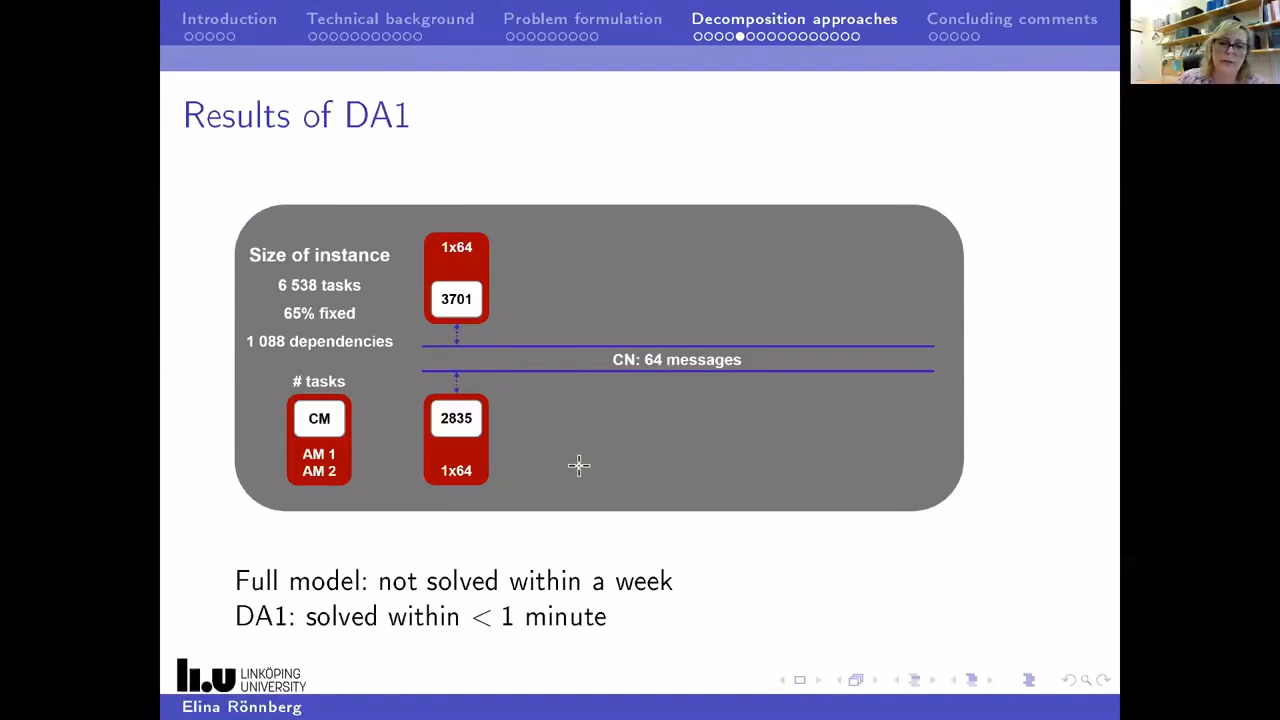 Introduction
Technical background
Problem formulation
Decomposition approaches
Concluding comments
Results of DA1
Size of instance
6 538 tasks
65% fixed
1 088 dependencies
# tasks
CM
AM 1
AM 2
1x64
3701
CN: 64 messages
2835
1x64
Full model: not solved within a week
DA1: solved within < 1 minute
li.u LINKÖPING
UNIVERSITY
Elina Rönnberg